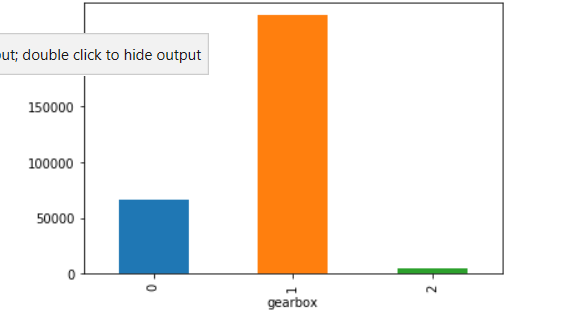 ut; double click to hide output
150000
100000
50000
0
0 1 2
gearbox